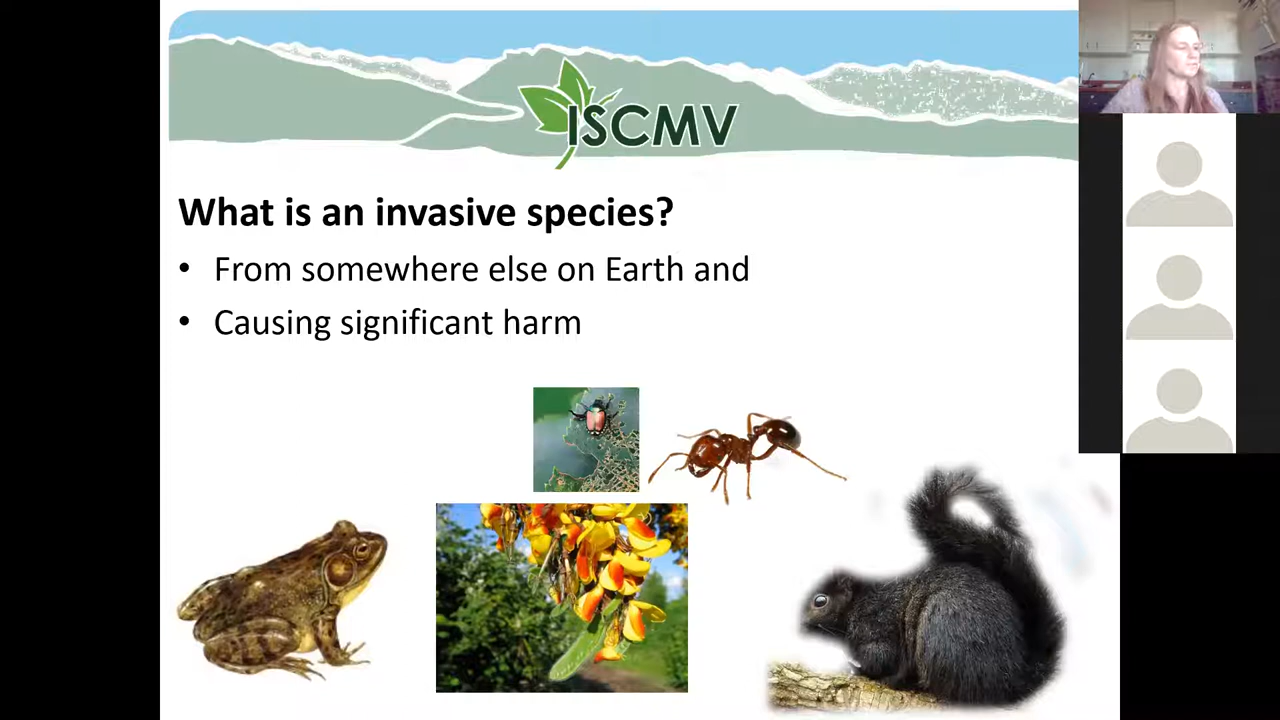 ISCMV
What is an invasive species?
• From somewhere else on Earth and
• Causing significant harm